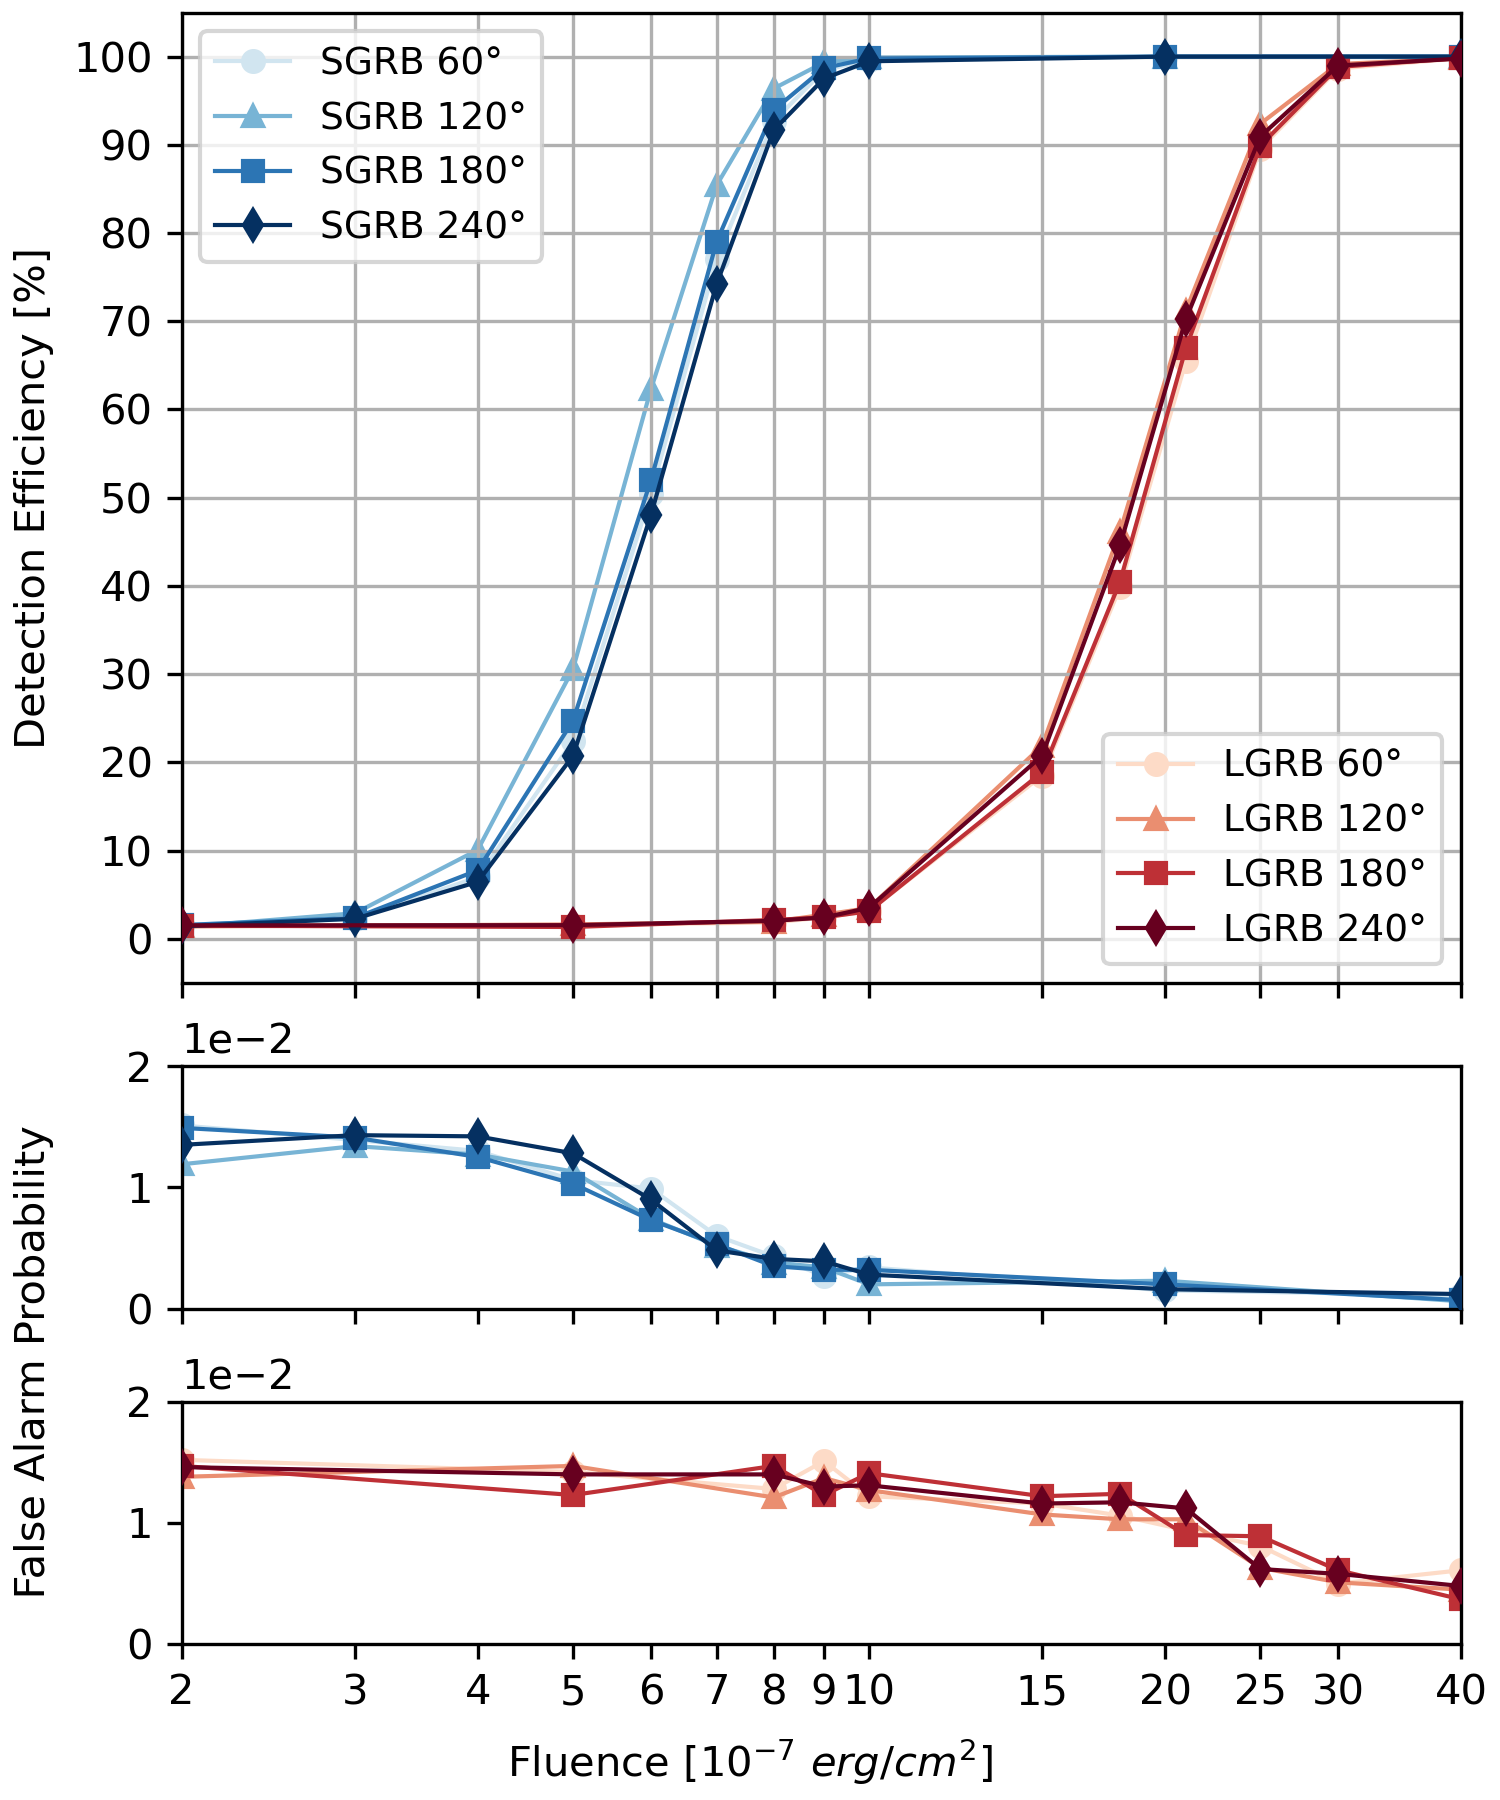 100
90
80
70
60
50
40
30
20
10
0
Detection Efficiency [%]
SGRB 60°
SGRB 120°
SGRB 180°
SGRB 240°
LGRB 60°
LGRB 120°
LGRB 180°
LGRB 240°
1e−2
2
1
0
False Alarm Probability
1e−2
2
1
0
2 3 4 5 6 7 8 9 10 15 20 25 30 40
Fluence [10⁻⁷ erg/cm²]